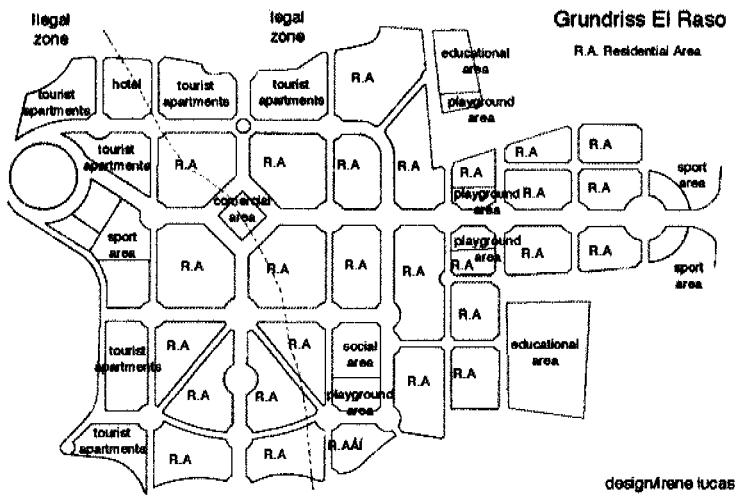 Ilegal
zone
legal
zone
Grundriss El Raso
R.A. Residential Area
educational
area
R.A
hotel
tourist
apartments
tourist
apartments
tourist
apartments
playground
area
tourist
apartments
R.A
R.A
R.A
R.A
R.A
R.A
R.A
sport
area
playground
area
R.A
R.A
comercial
area
sport
area
playground
area
R.A
R.A
R.A
R.A
R.A
R.A
R.A
R.A
sport
area
R.A
tourist
apartments
R.A
R.A
social
area
educational
area
R.A
R.A
R.A
R.A
playground
area
tourist
apartments
R.A
R.A
R.AÅÍ
design/Irene lucas